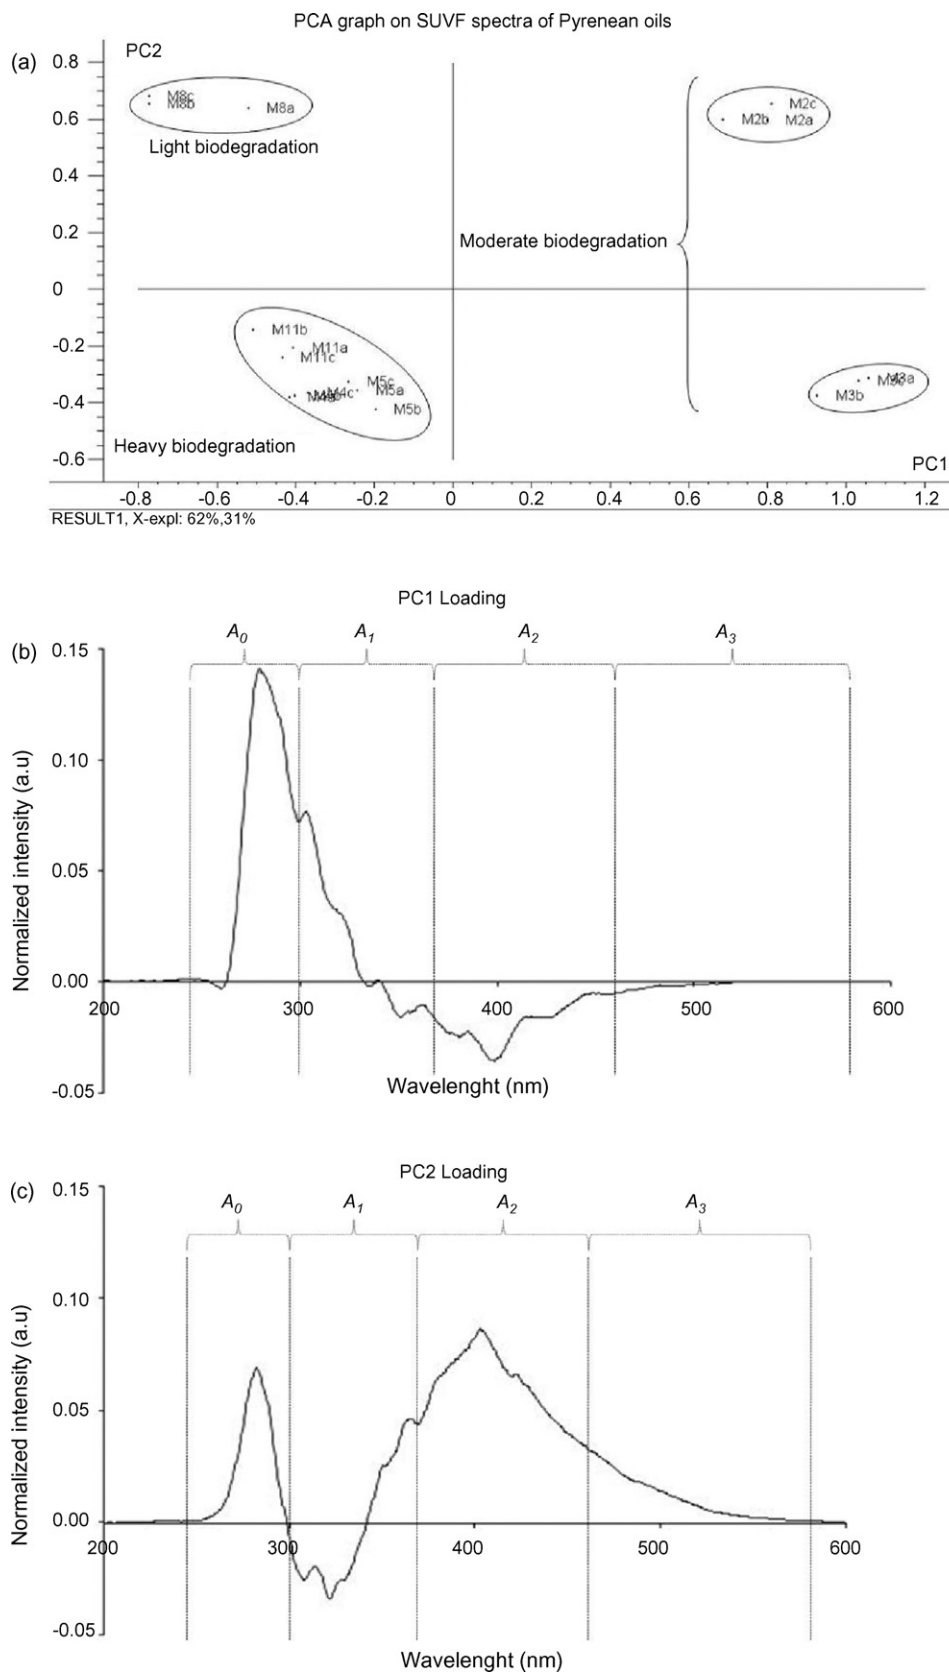 PCA graph on SUVF spectra of Pyrenean oils
(a)
PC2
0.8
0.6
0.4
0.2
0
-0.2
-0.4
-0.6
M8c
M8b
M8a
Light biodegradation
M2c
M2b
M2a
Moderate biodegradation
M11b
M11a
M11c
M5c
M4c
M5a
M5b
M3a
M3b
Heavy biodegradation
PC1
-0.8 -0.6 -0.4 -0.2 0 0.2 0.4 0.6 0.8 1.0 1.2
RESULT1, X-expl: 62%,31%
PC1 Loading
(b)
A0 A1 A2 A3
0.15
0.10
0.05
0.00
-0.05
Normalized intensity (a.u)
200 300 400 500 600
Wavelenght (nm)
PC2 Loading
(c)
A0 A1 A2 A3
0.15
0.10
0.05
0.00
-0.05
Normalized intensity (a.u)
200 300 400 500 600
Wavelenght (nm)